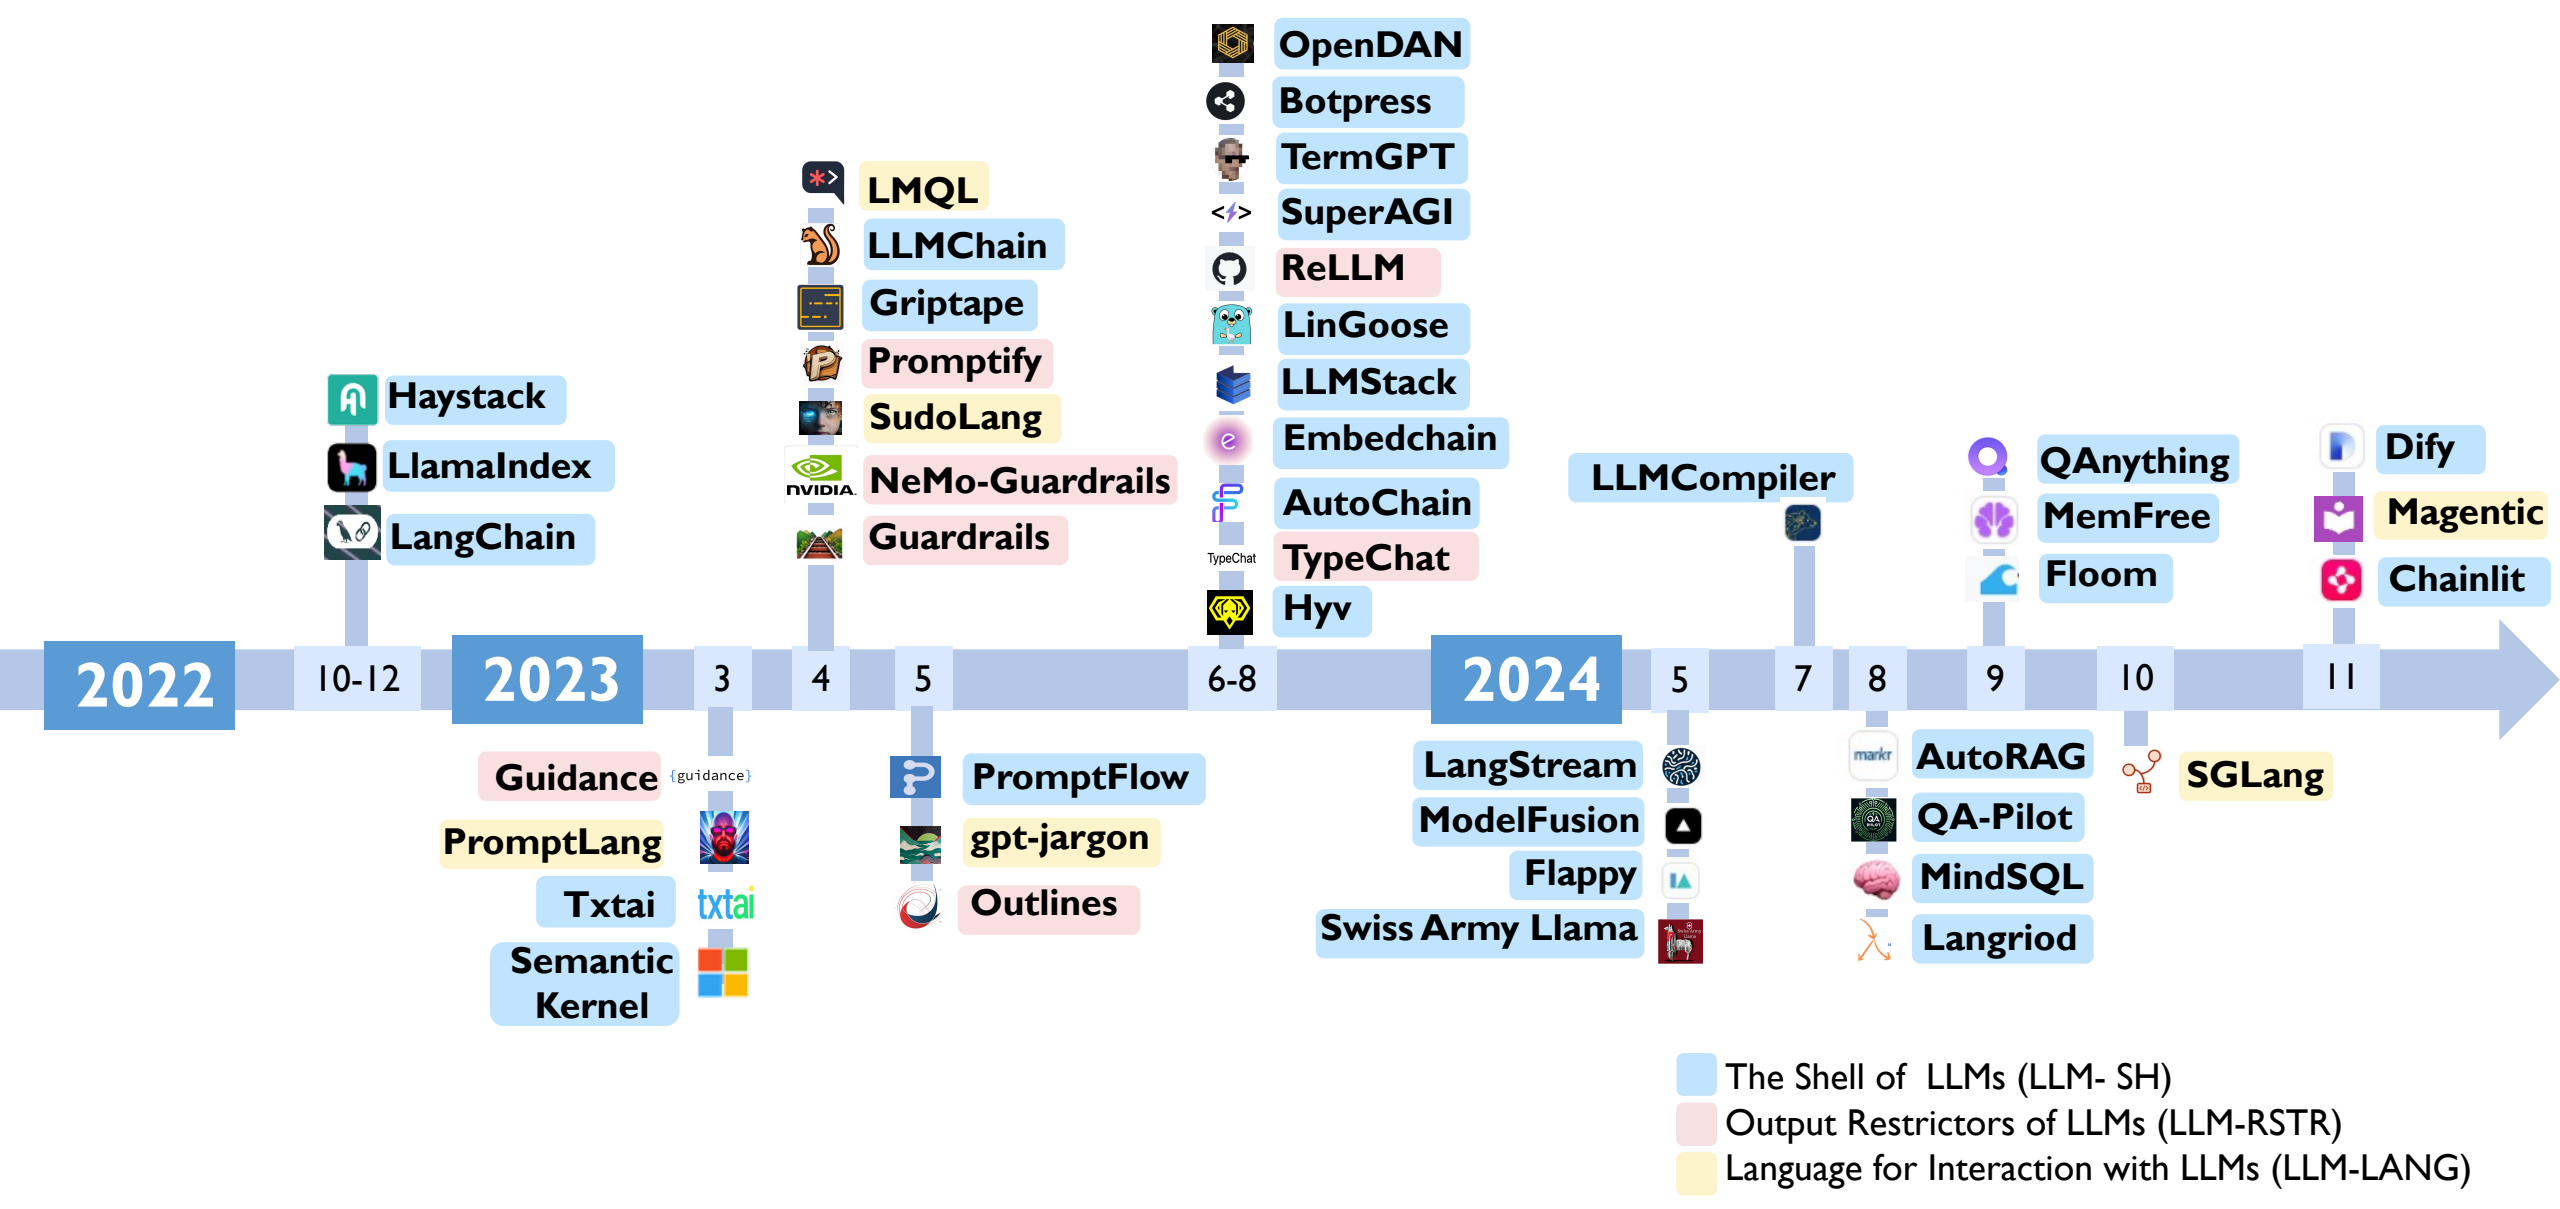 OpenDAN
Botpress
TermGPT
SuperAGI
ReLLM
LinGoose
LLMStack
Embedchain
AutoChain
TypeChat
TypeChat
Hyv
LMQL
LLMChain
Griptape
Promptify
SudoLang
NVIDIA.
NeMo-Guardrails
Guardrails
Haystack
LlamaIndex
LangChain
LLMCompiler
QAnything
MemFree
Floom
Dify
Magentic
Chainlit
2022
10-12
2023
3
4
5
6-8
2024
5
7
8
9
10
11
Guidance
{guidance}
PromptLang
Txtai
txtai
Semantic
Kernel
PromptFlow
gpt-jargon
Outlines
LangStream
ModelFusion
Flappy
Swiss Army Llama
markr
AutoRAG
QA
PILOT
QA-Pilot
MindSQL
Langriod
SGLang
The Shell of LLMs (LLM- SH)
Output Restrictors of LLMs (LLM-RSTR)
Language for Interaction with LLMs (LLM-LANG)